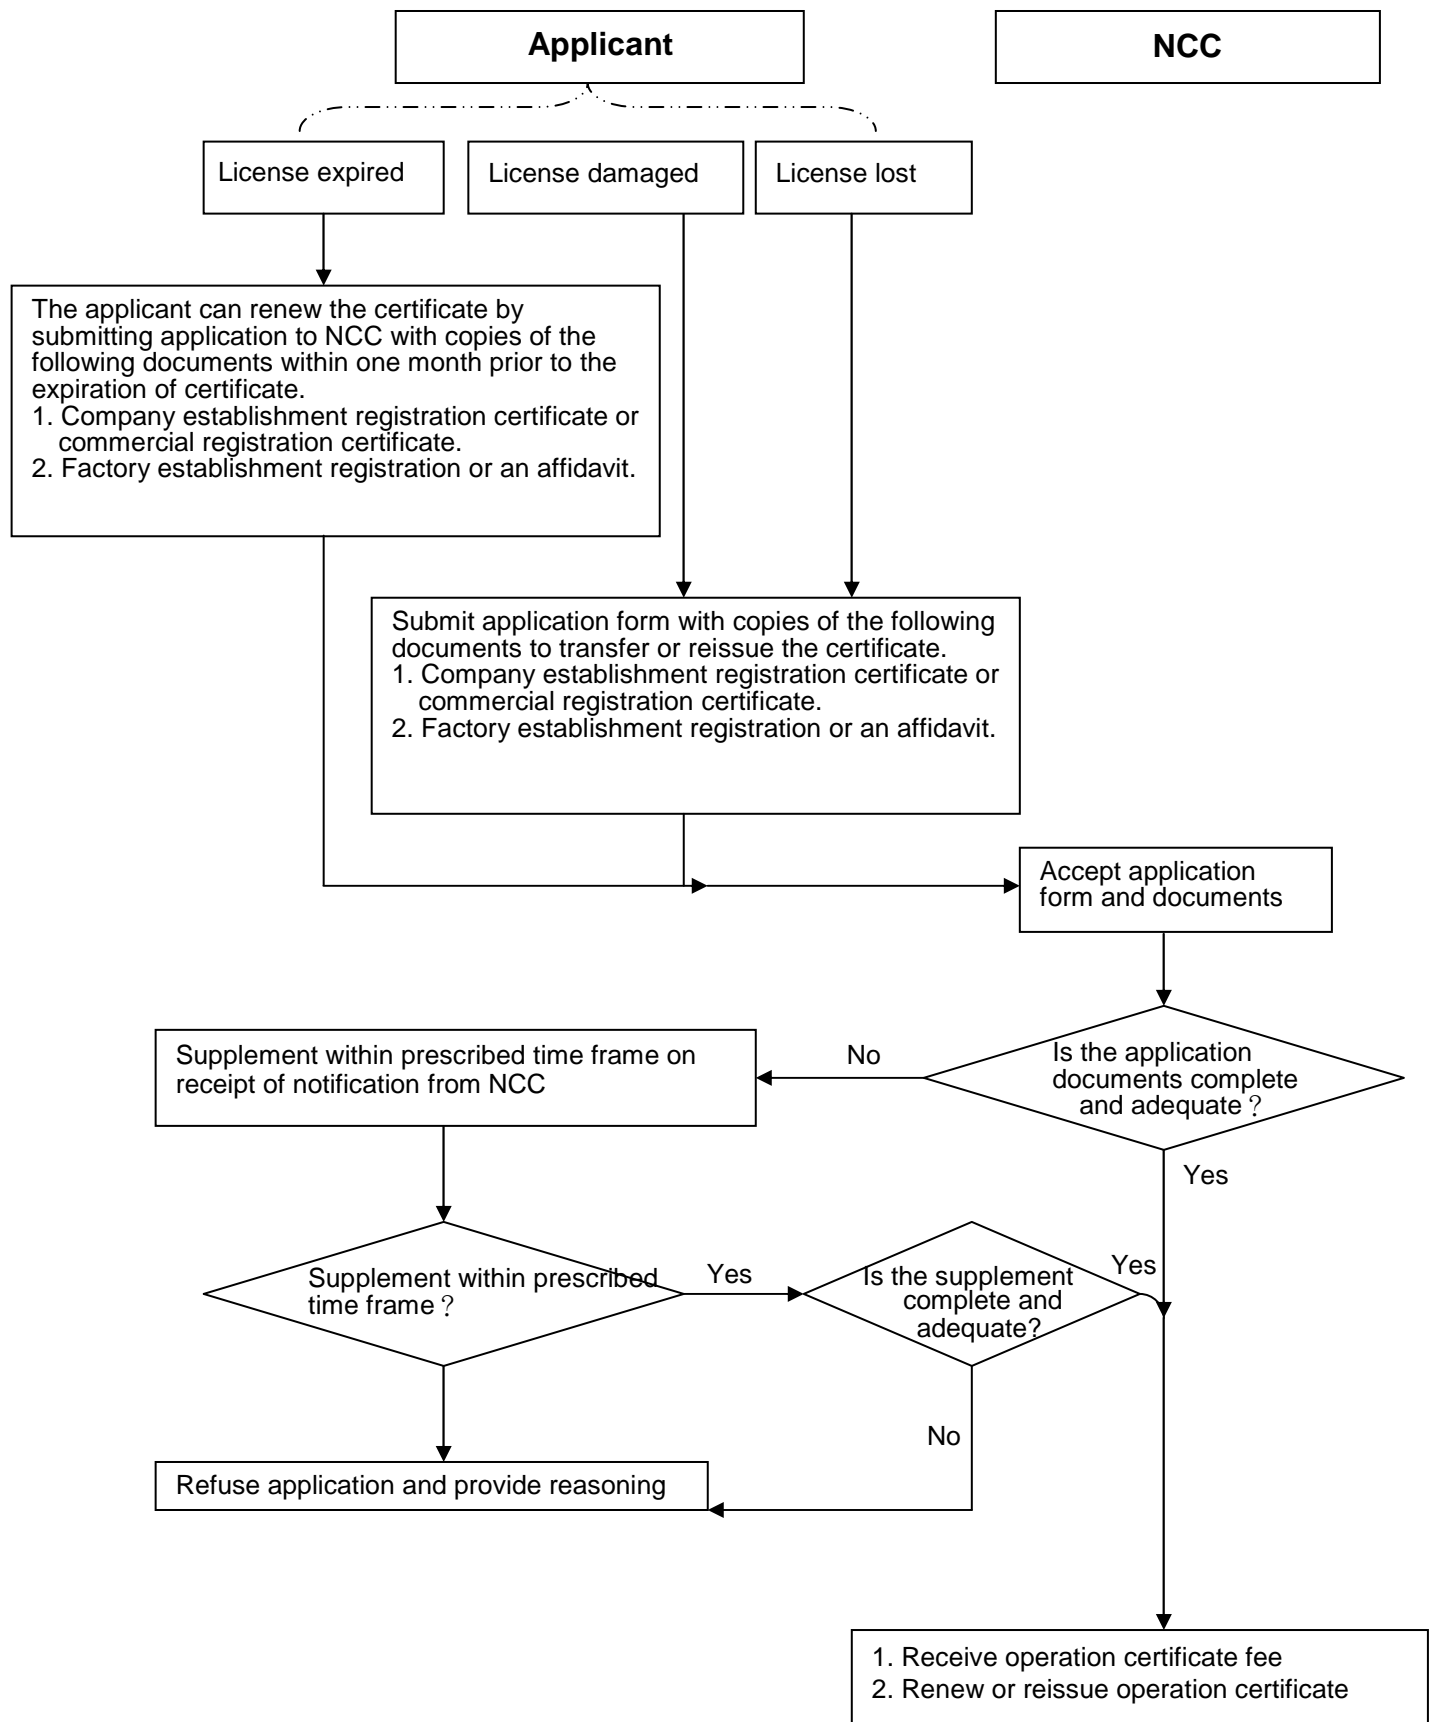 Applicant
NCC
License expired
License damaged
License lost
The applicant can renew the certificate by
submitting application to NCC with copies of the
following documents within one month prior to the
expiration of certificate.
1. Company establishment registration certificate or
commercial registration certificate.
2. Factory establishment registration or an affidavit.
Submit application form with copies of the following
documents to transfer or reissue the certificate.
1. Company establishment registration certificate or
commercial registration certificate.
2. Factory establishment registration or an affidavit.
Accept application
form and documents
Supplement within prescribed time frame on
receipt of notification from NCC
No
Is the application
documents complete
and adequate？
Yes
Supplement within prescribed
time frame？
Yes
Is the supplement
complete and
adequate?
Yes
No
Refuse application and provide reasoning
1. Receive operation certificate fee
2. Renew or reissue operation certificate